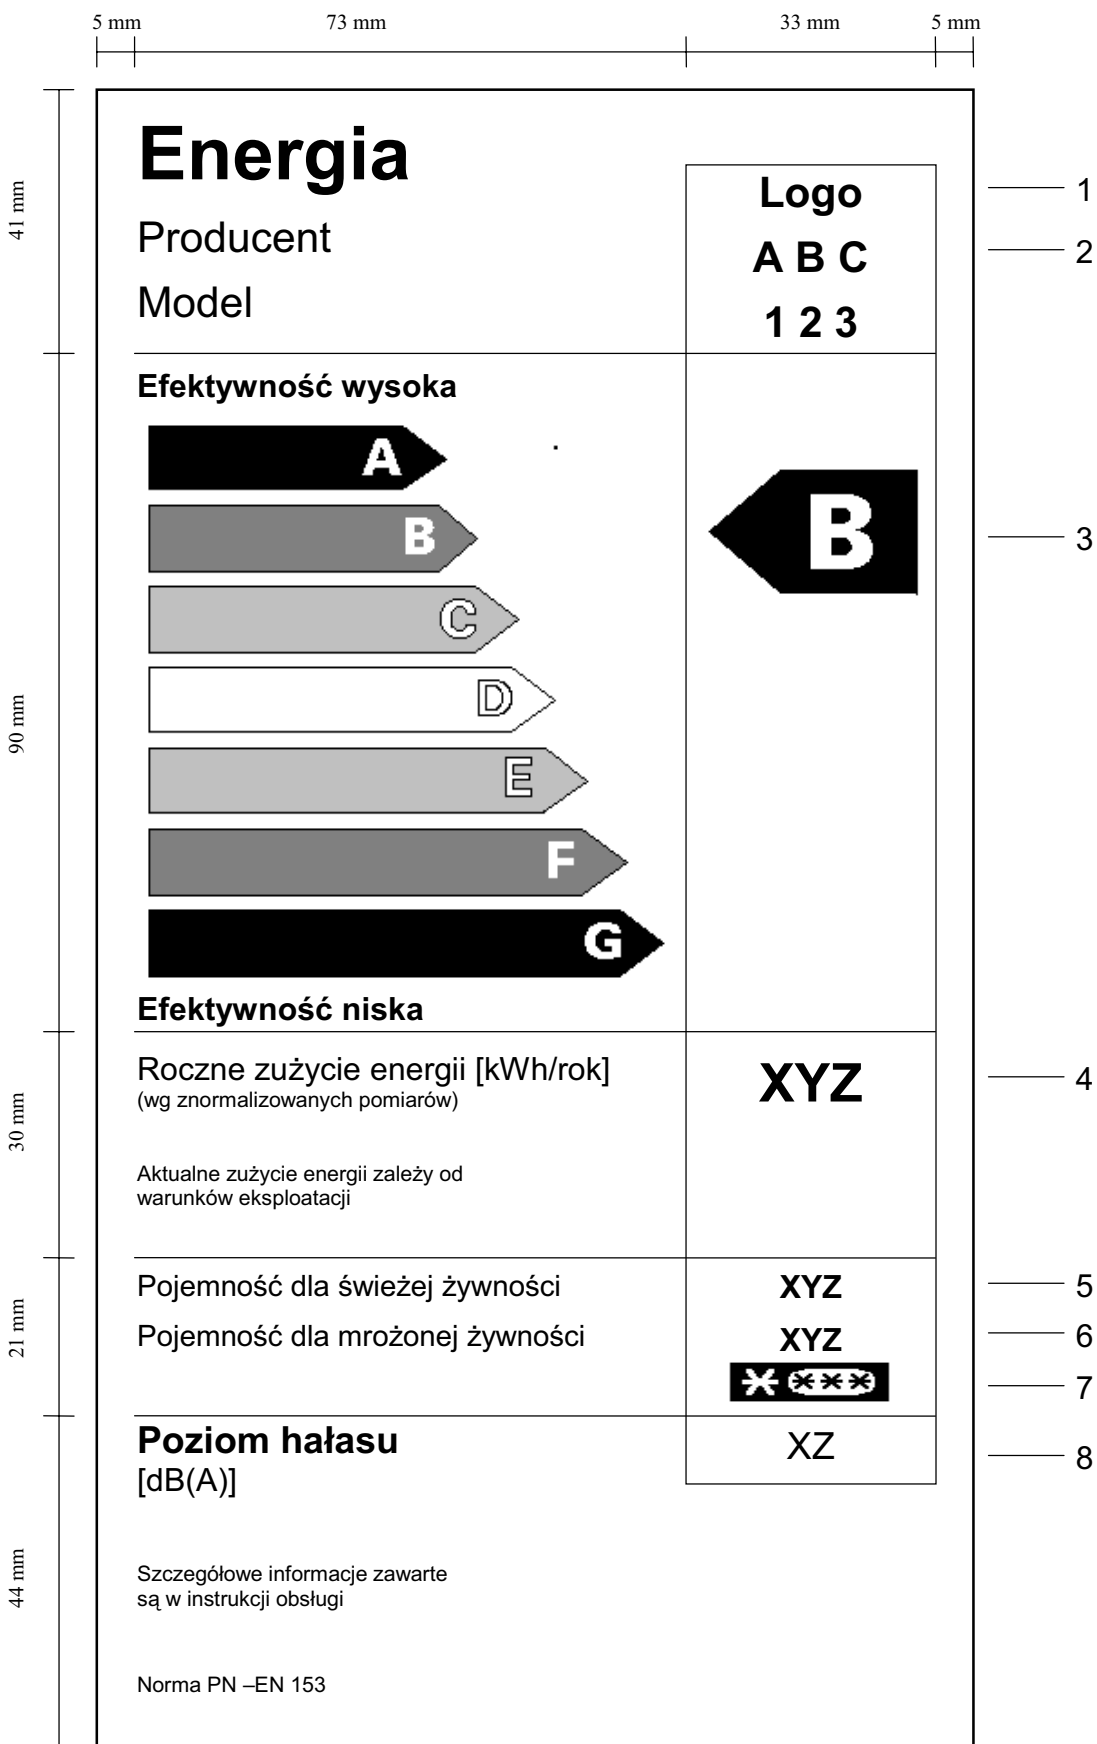 5 mm 73 mm 33 mm 5 mm
41 mm
Energia
Logo 1
Producent
A B C 2
Model
1 2 3
90 mm
Efektywność wysoka
A
B
B 3
C
D
E
F
G
Efektywność niska
30 mm
Roczne zużycie energii [kWh/rok] XYZ 4
(wg znormalizowanych pomiarów)
Aktualne zużycie energii zależy od
warunków eksploatacji
21 mm
Pojemność dla świeżej żywności XYZ 5
Pojemność dla mrożonej żywności XYZ 6
7
44 mm
Poziom hałasu XZ 8
[dB(A)]
Szczegółowe informacje zawarte
są w instrukcji obsługi
Norma PN –EN 153